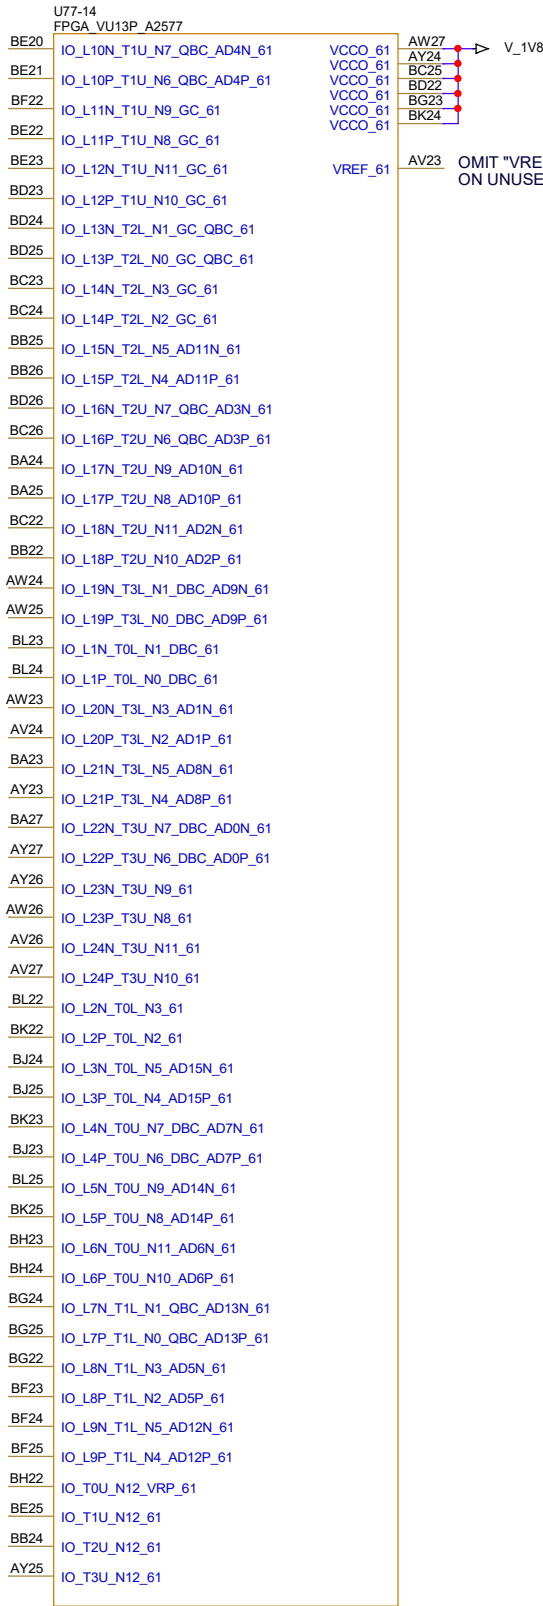 U77-14
FPGA_VU13P_A2577
BE20 IO_L10N_T1U_N7_QBC_AD4N_61 VCCO_61 AW27 V_1V8
VCCO_61 AY24
BE21 IO_L10P_T1U_N6_QBC_AD4P_61 VCCO_61 BC25
VCCO_61 BD22
BF22 IO_L11N_T1U_N9_GC_61 VCCO_61 BG23
VCCO_61 BK24
BE22 IO_L11P_T1U_N8_GC_61
BE23 IO_L12N_T1U_N11_GC_61 VREF_61 AV23 OMIT "VRE
ON UNUSE
BD23 IO_L12P_T1U_N10_GC_61
BD24 IO_L13N_T2L_N1_GC_QBC_61
BD25 IO_L13P_T2L_N0_GC_QBC_61
BC23 IO_L14N_T2L_N3_GC_61
BC24 IO_L14P_T2L_N2_GC_61
BB25 IO_L15N_T2L_N5_AD11N_61
BB26 IO_L15P_T2L_N4_AD11P_61
BD26 IO_L16N_T2U_N7_QBC_AD3N_61
BC26 IO_L16P_T2U_N6_QBC_AD3P_61
BA24 IO_L17N_T2U_N9_AD10N_61
BA25 IO_L17P_T2U_N8_AD10P_61
BC22 IO_L18N_T2U_N11_AD2N_61
BB22 IO_L18P_T2U_N10_AD2P_61
AW24 IO_L19N_T3L_N1_DBC_AD9N_61
AW25 IO_L19P_T3L_N0_DBC_AD9P_61
BL23 IO_L1N_T0L_N1_DBC_61
BL24 IO_L1P_T0L_N0_DBC_61
AW23 IO_L20N_T3L_N3_AD1N_61
AV24 IO_L20P_T3L_N2_AD1P_61
BA23 IO_L21N_T3L_N5_AD8N_61
AY23 IO_L21P_T3L_N4_AD8P_61
BA27 IO_L22N_T3U_N7_DBC_AD0N_61
AY27 IO_L22P_T3U_N6_DBC_AD0P_61
AY26 IO_L23N_T3U_N9_61
AW26 IO_L23P_T3U_N8_61
AV26 IO_L24N_T3U_N11_61
AV27 IO_L24P_T3U_N10_61
BL22 IO_L2N_T0L_N3_61
BK22 IO_L2P_T0L_N2_61
BJ24 IO_L3N_T0L_N5_AD15N_61
BJ25 IO_L3P_T0L_N4_AD15P_61
BK23 IO_L4N_T0U_N7_DBC_AD7N_61
BJ23 IO_L4P_T0U_N6_DBC_AD7P_61
BL25 IO_L5N_T0U_N9_AD14N_61
BK25 IO_L5P_T0U_N8_AD14P_61
BH23 IO_L6N_T0U_N11_AD6N_61
BH24 IO_L6P_T0U_N10_AD6P_61
BG24 IO_L7N_T1L_N1_QBC_AD13N_61
BG25 IO_L7P_T1L_N0_QBC_AD13P_61
BG22 IO_L8N_T1L_N3_AD5N_61
BF23 IO_L8P_T1L_N2_AD5P_61
BF24 IO_L9N_T1L_N5_AD12N_61
BF25 IO_L9P_T1L_N4_AD12P_61
BH22 IO_T0U_N12_VRP_61
BE25 IO_T1U_N12_61
BB24 IO_T2U_N12_61
AY25 IO_T3U_N12_61